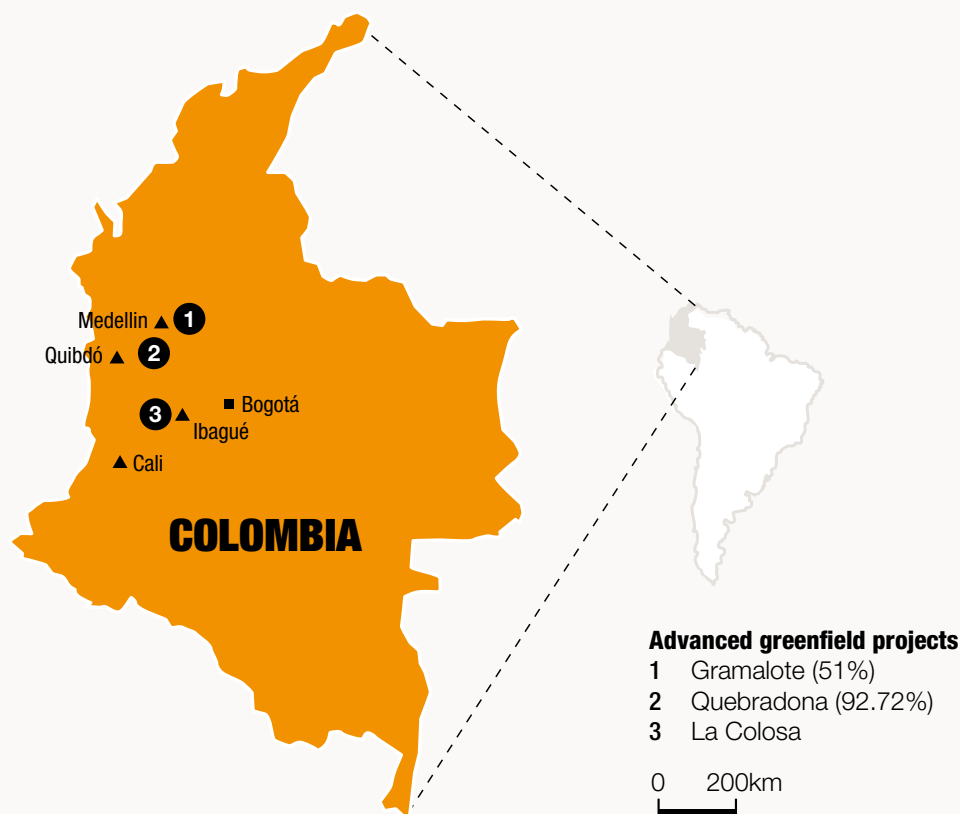 Medellin
1
Quibdó
2
3
Bogotá
Ibagué
Cali
COLOMBIA
Advanced greenfield projects
1 Gramalote (51%)
2 Quebradona (92.72%)
3 La Colosa
0 200km